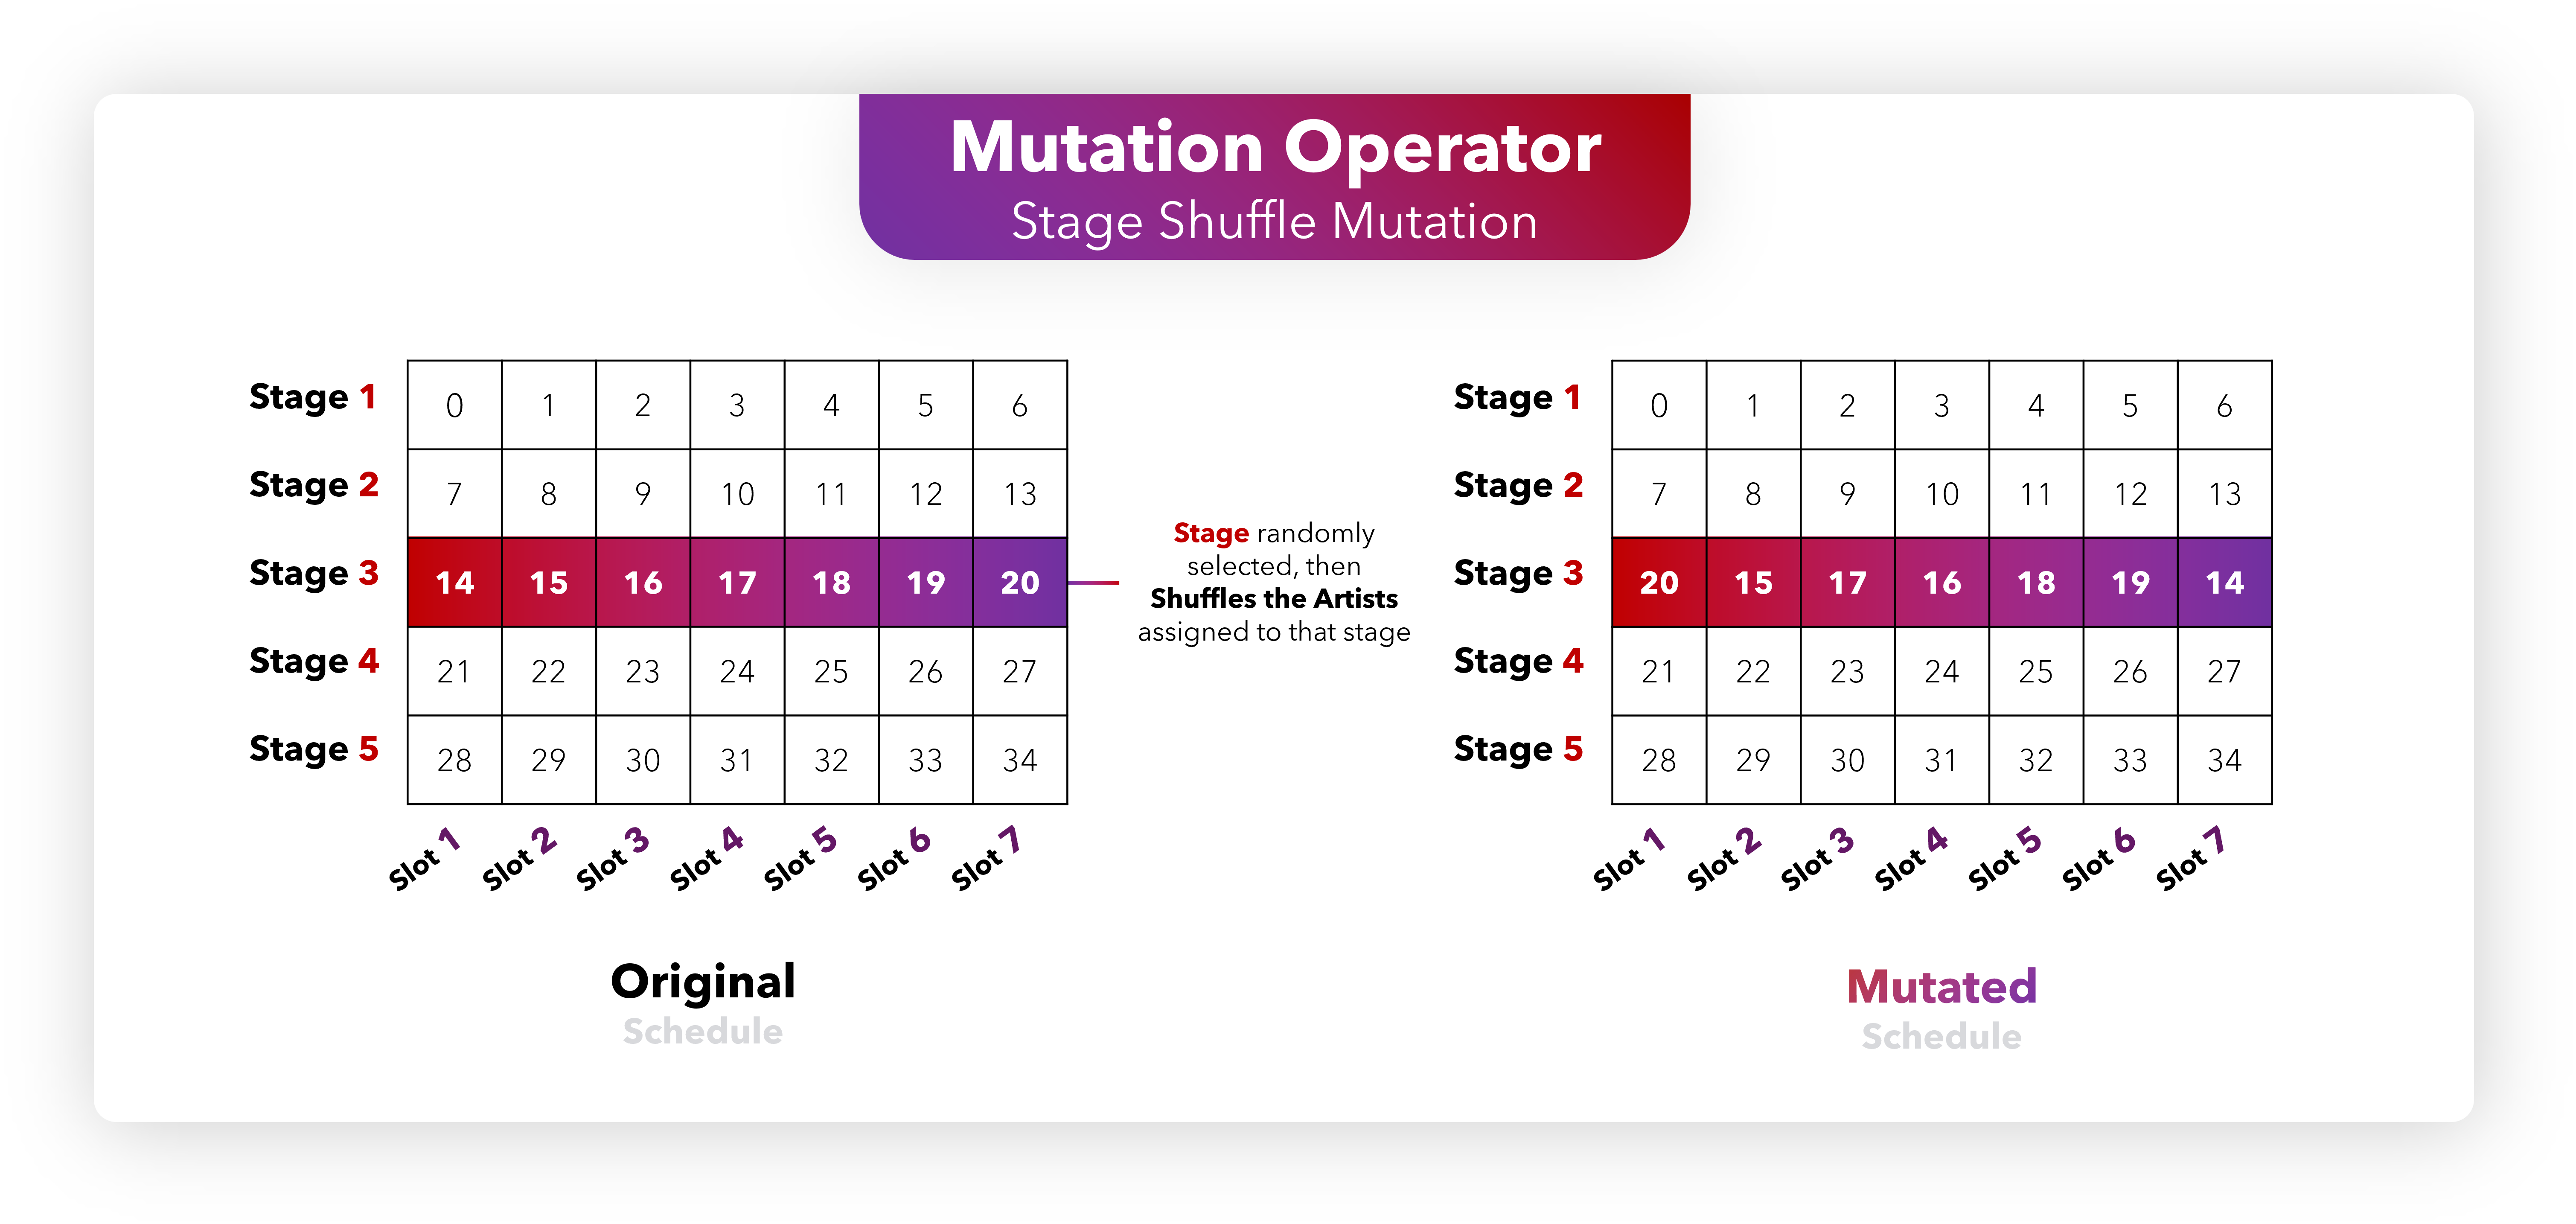 Mutation Operator
Stage Shuffle Mutation
Stage 1 0 1 2 3 4 5 6
Stage 2 7 8 9 10 11 12 13
Stage 3 14 15 16 17 18 19 20
Stage 4 21 22 23 24 25 26 27
Stage 5 28 29 30 31 32 33 34
Slot 1 Slot 2 Slot 3 Slot 4 Slot 5 Slot 6 Slot 7
Original
Schedule
Stage randomly
selected, then
Shuffles the Artists
assigned to that stage
Stage 1 0 1 2 3 4 5 6
Stage 2 7 8 9 10 11 12 13
Stage 3 20 15 17 16 18 19 14
Stage 4 21 22 23 24 25 26 27
Stage 5 28 29 30 31 32 33 34
Slot 1 Slot 2 Slot 3 Slot 4 Slot 5 Slot 6 Slot 7
Mutated
Schedule